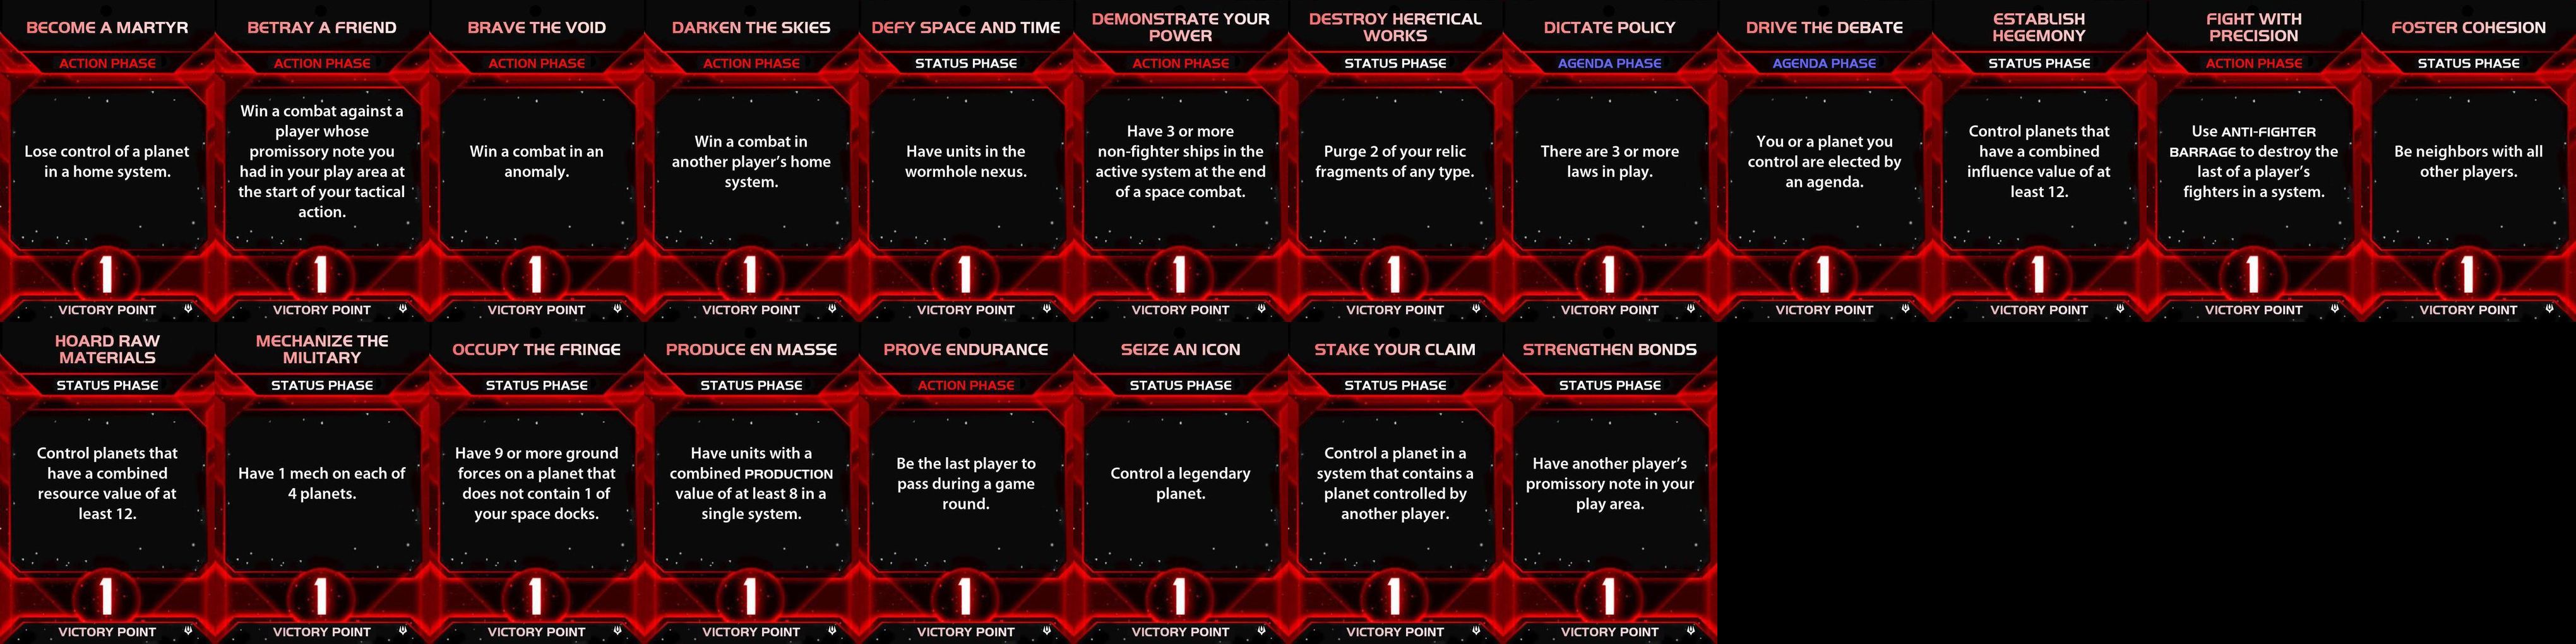 BECOME A MARTYR
ACTION PHASE
Lose control of a planet
in a home system.
1
VICTORY POINT
BETRAY A FRIEND
ACTION PHASE
Win a combat against a
player whose
promissory note you
had in your play area at
the start of your tactical
action.
1
VICTORY POINT
BRAVE THE VOID
ACTION PHASE
Win a combat in an
anomaly.
1
VICTORY POINT
DARKEN THE SKIES
ACTION PHASE
Win a combat in
another player’s home
system.
1
VICTORY POINT
DEFY SPACE AND TIME
STATUS PHASE
Have units in the
wormhole nexus.
1
VICTORY POINT
DEMONSTRATE YOUR
POWER
ACTION PHASE
Have 3 or more
non-fighter ships in the
active system at the end
of a space combat.
1
VICTORY POINT
DESTROY HERETICAL
WORKS
STATUS PHASE
Purge 2 of your relic
fragments of any type.
1
VICTORY POINT
DICTATE POLICY
AGENDA PHASE
There are 3 or more
laws in play.
1
VICTORY POINT
DRIVE THE DEBATE
AGENDA PHASE
You or a planet you
control are elected by
an agenda.
1
VICTORY POINT
ESTABLISH
HEGEMONY
STATUS PHASE
Control planets that
have a combined
influence value of at
least 12.
1
VICTORY POINT
FIGHT WITH
PRECISION
ACTION PHASE
Use ANTI-FIGHTER
BARRAGE to destroy the
last of a player’s
fighters in a system.
1
VICTORY POINT
FOSTER COHESION
STATUS PHASE
Be neighbors with all
other players.
1
VICTORY POINT
HOARD RAW
MATERIALS
STATUS PHASE
Control planets that
have a combined
resource value of at
least 12.
1
VICTORY POINT
MECHANIZE THE
MILITARY
STATUS PHASE
Have 1 mech on each of
4 planets.
1
VICTORY POINT
OCCUPY THE FRINGE
STATUS PHASE
Have 9 or more ground
forces on a planet that
does not contain 1 of
your space docks.
1
VICTORY POINT
PRODUCE EN MASSE
STATUS PHASE
Have units with a
combined PRODUCTION
value of at least 8 in a
single system.
1
VICTORY POINT
PROVE ENDURANCE
ACTION PHASE
Be the last player to
pass during a game
round.
1
VICTORY POINT
SEIZE AN ICON
STATUS PHASE
Control a legendary
planet.
1
VICTORY POINT
STAKE YOUR CLAIM
STATUS PHASE
Control a planet in a
system that contains a
planet controlled by
another player.
1
VICTORY POINT
STRENGTHEN BONDS
STATUS PHASE
Have another player’s
promissory note in your
play area.
1
VICTORY POINT